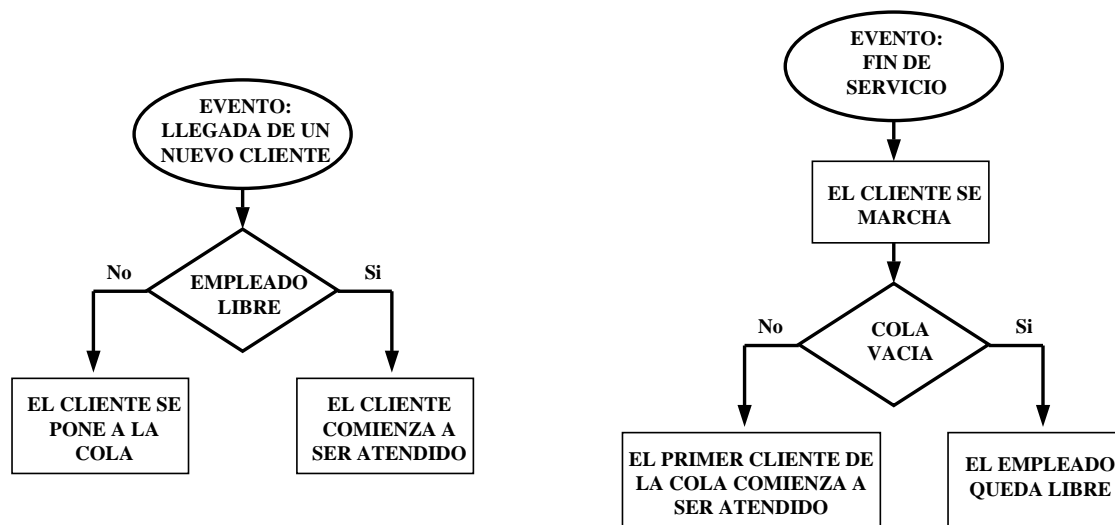 EVENTO:
LLEGADA DE UN
NUEVO CLIENTE
EMPLEADO
LIBRE
No
Si
EL CLIENTE SE
PONE A LA
COLA
EL CLIENTE
COMIENZA A
SER ATENDIDO
EVENTO:
FIN DE
SERVICIO
EL CLIENTE SE
MARCHA
COLA
VACIA
No
Si
EL PRIMER CLIENTE DE
LA COLA COMIENZA A
SER ATENDIDO
EL EMPLEADO
QUEDA LIBRE